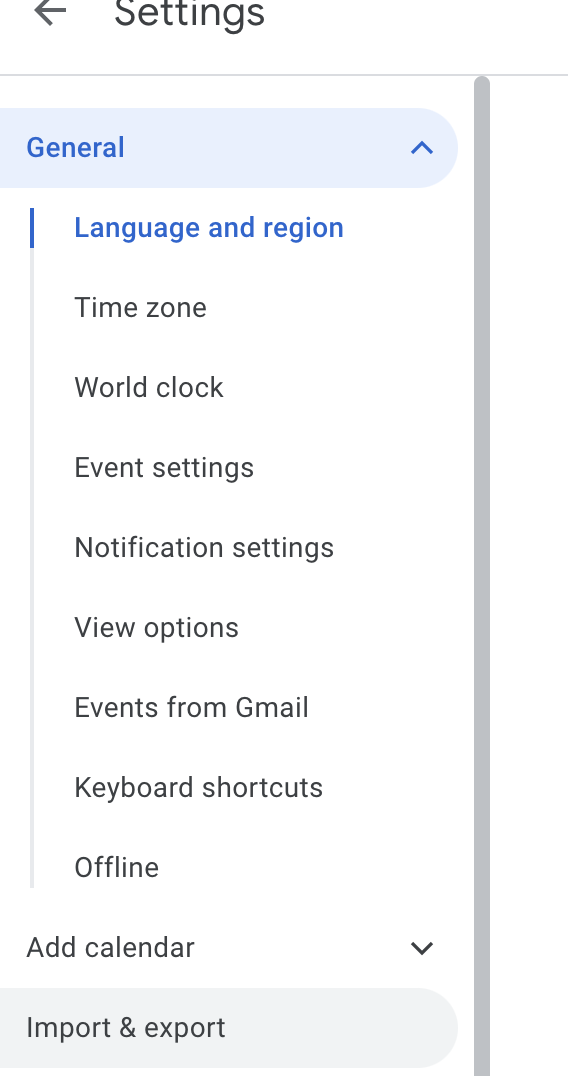 Settings
General
Language and region
Time zone
World clock
Event settings
Notification settings
View options
Events from Gmail
Keyboard shortcuts
Offline
Add calendar
Import & export